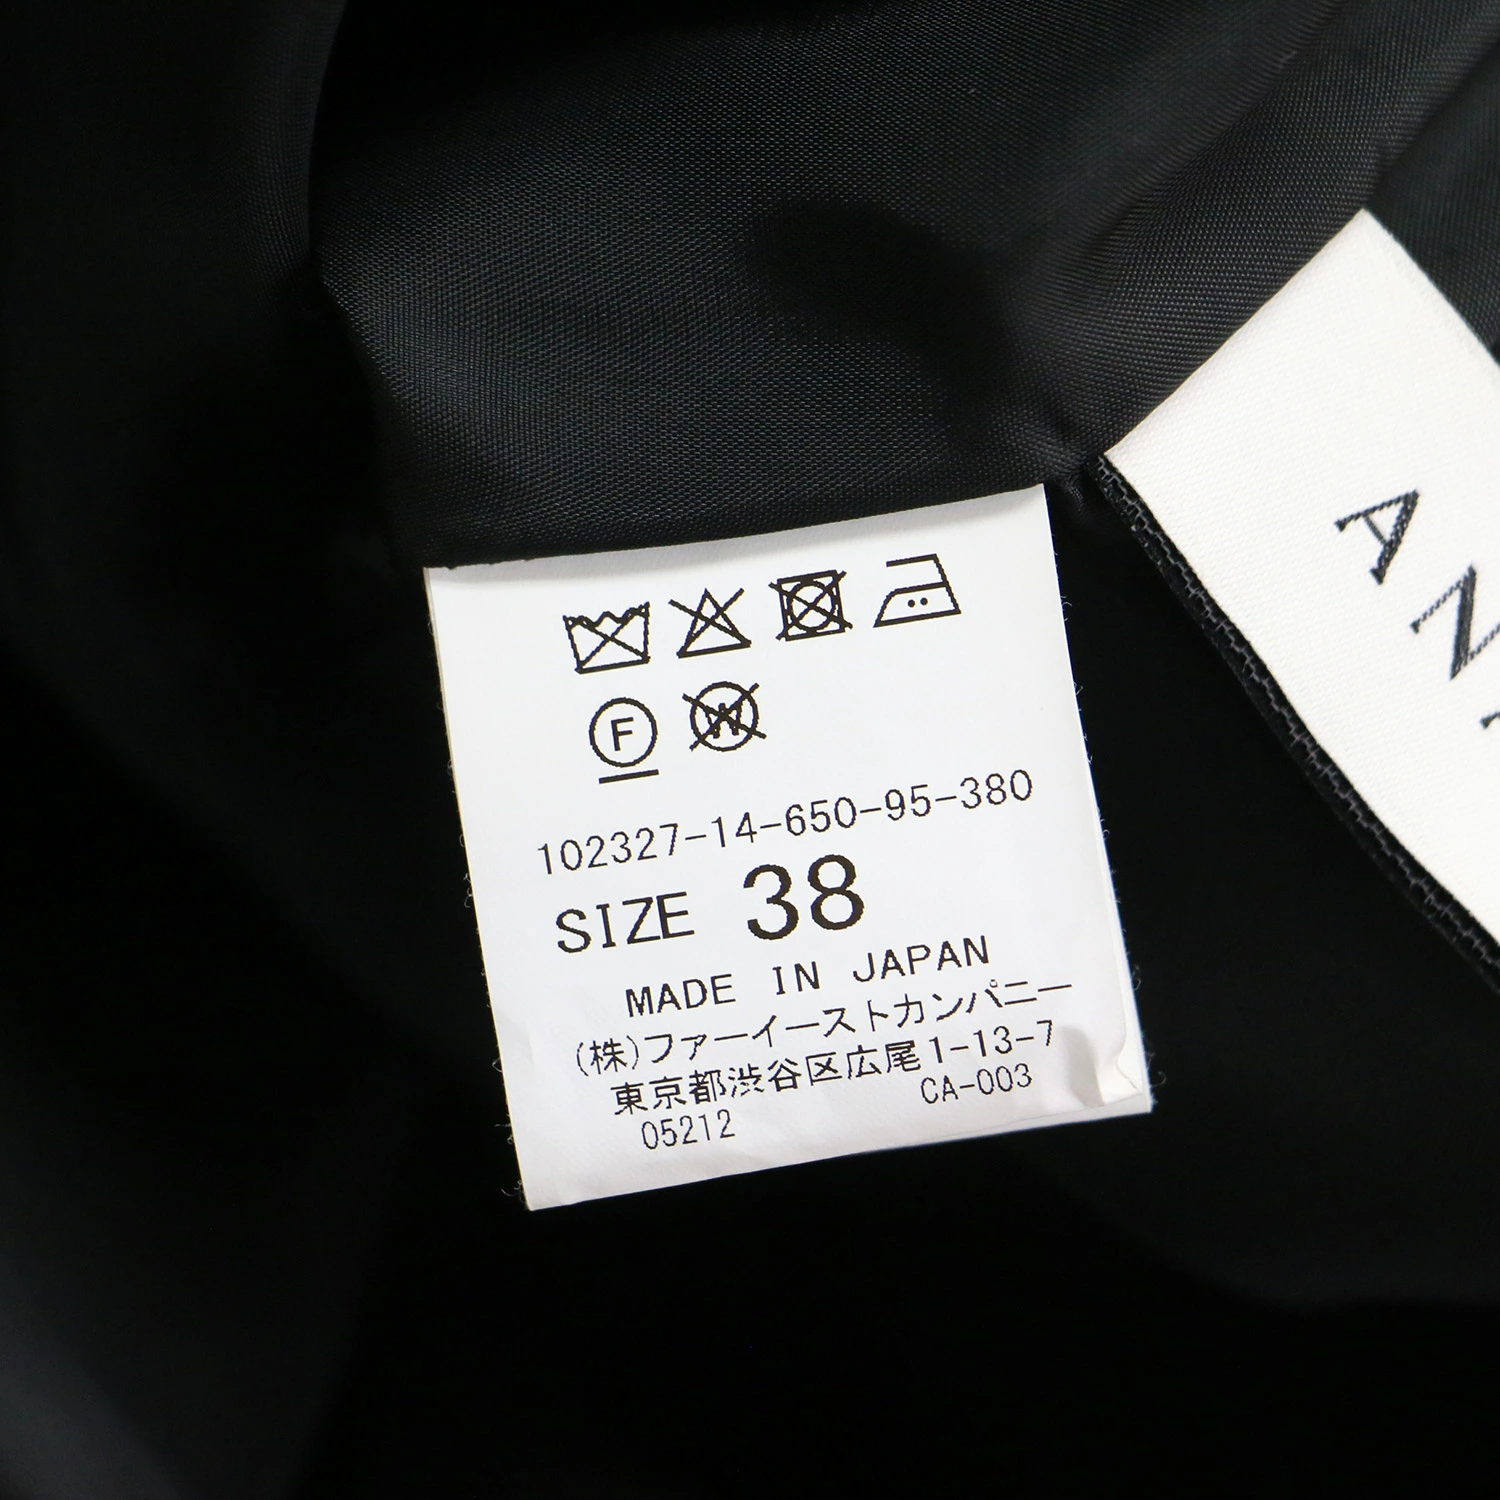 F W
102327-14-650-95-380
SIZE 38
MADE IN JAPAN
(株)ファーイーストカンパニー
東京都渋谷区広尾1-13-7
05212 CA-003
AN